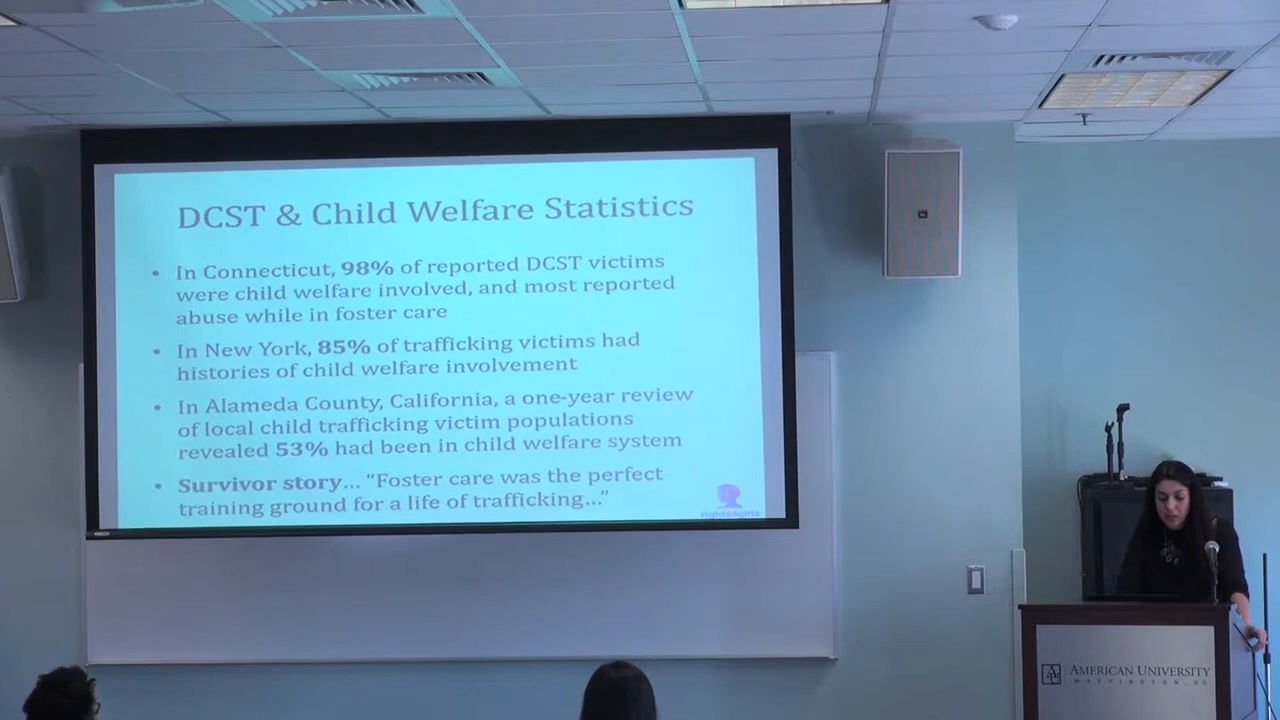 DCST & Child Welfare Statistics
• In Connecticut, 98% of reported DCST victims
were child welfare involved, and most reported
abuse while in foster care
• In New York, 85% of trafficking victims had
histories of child welfare involvement
• In Alameda County, California, a one-year review
of local child trafficking victim populations
revealed 53% had been in child welfare system
• Survivor story... “Foster care was the perfect
training ground for a life of trafficking...”
rights4girls
AMERICAN UNIVERSITY
WASHINGTON, DC